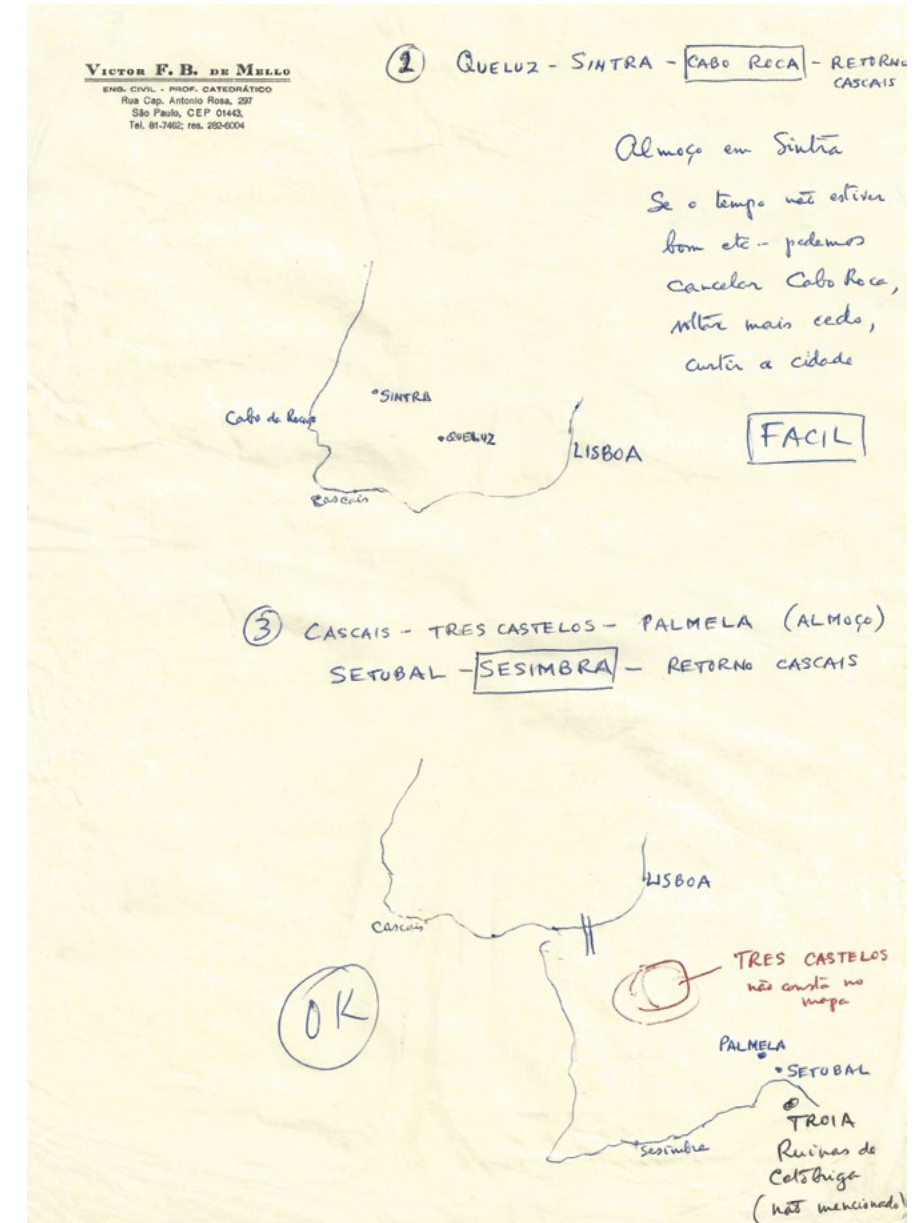 VICTOR F. B. DE MELLO
ENG. CIVIL - PROF. CATEDRÁTICO
Rua Cap. Antonio Rosa, 297
São Paulo, CEP 01443,
Tel. 81-7462; res. 282-6004
2 QUELUZ - SINTRA - CABO ROCA - RETORNO
CASCAIS
Almoço em Sintra
Se o tempo não estiver
bom etc - podemos
cancelar Cabo Roca,
voltar mais cedo,
curtir a cidade
FACIL
SINTRA
Cabo da Roca
QUELUZ
LISBOA
Cascais
3 CASCAIS - TRES CASTELOS - PALMELA (ALMOÇO)
SETUBAL - SESIMBRA - RETORNO CASCAIS
LISBOA
Cascais
TRES CASTELOS
não consta no
mapa
OK
PALMELA
SETUBAL
TROIA
Sesimbra
Ruinas de
Cetóbriga
(não mencionado)